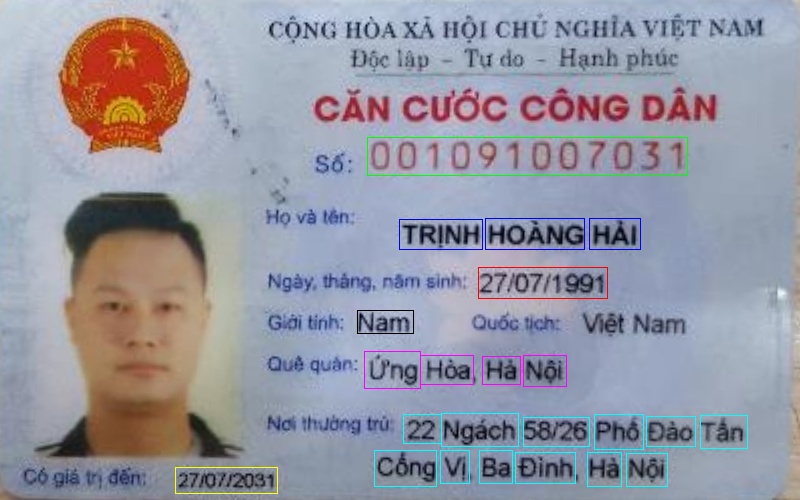 CỘNG HÒA XÃ HỘI CHỦ NGHĨA VIỆT NAM
Độc lập - Tự do - Hạnh phúc
CĂN CƯỚC CÔNG DÂN
Số: 001091007031
Họ và tên: TRỊNH HOÀNG HẢI
Ngày, tháng, năm sinh: 27/07/1991
Giới tính: Nam Quốc tịch: Việt Nam
Quê quán: Ứng Hòa, Hà Nội
Nơi thường trú: 22 Ngách 58/26 Phố Đào Tấn
Cống Vị, Ba Đình, Hà Nội
Có giá trị đến: 27/07/2031